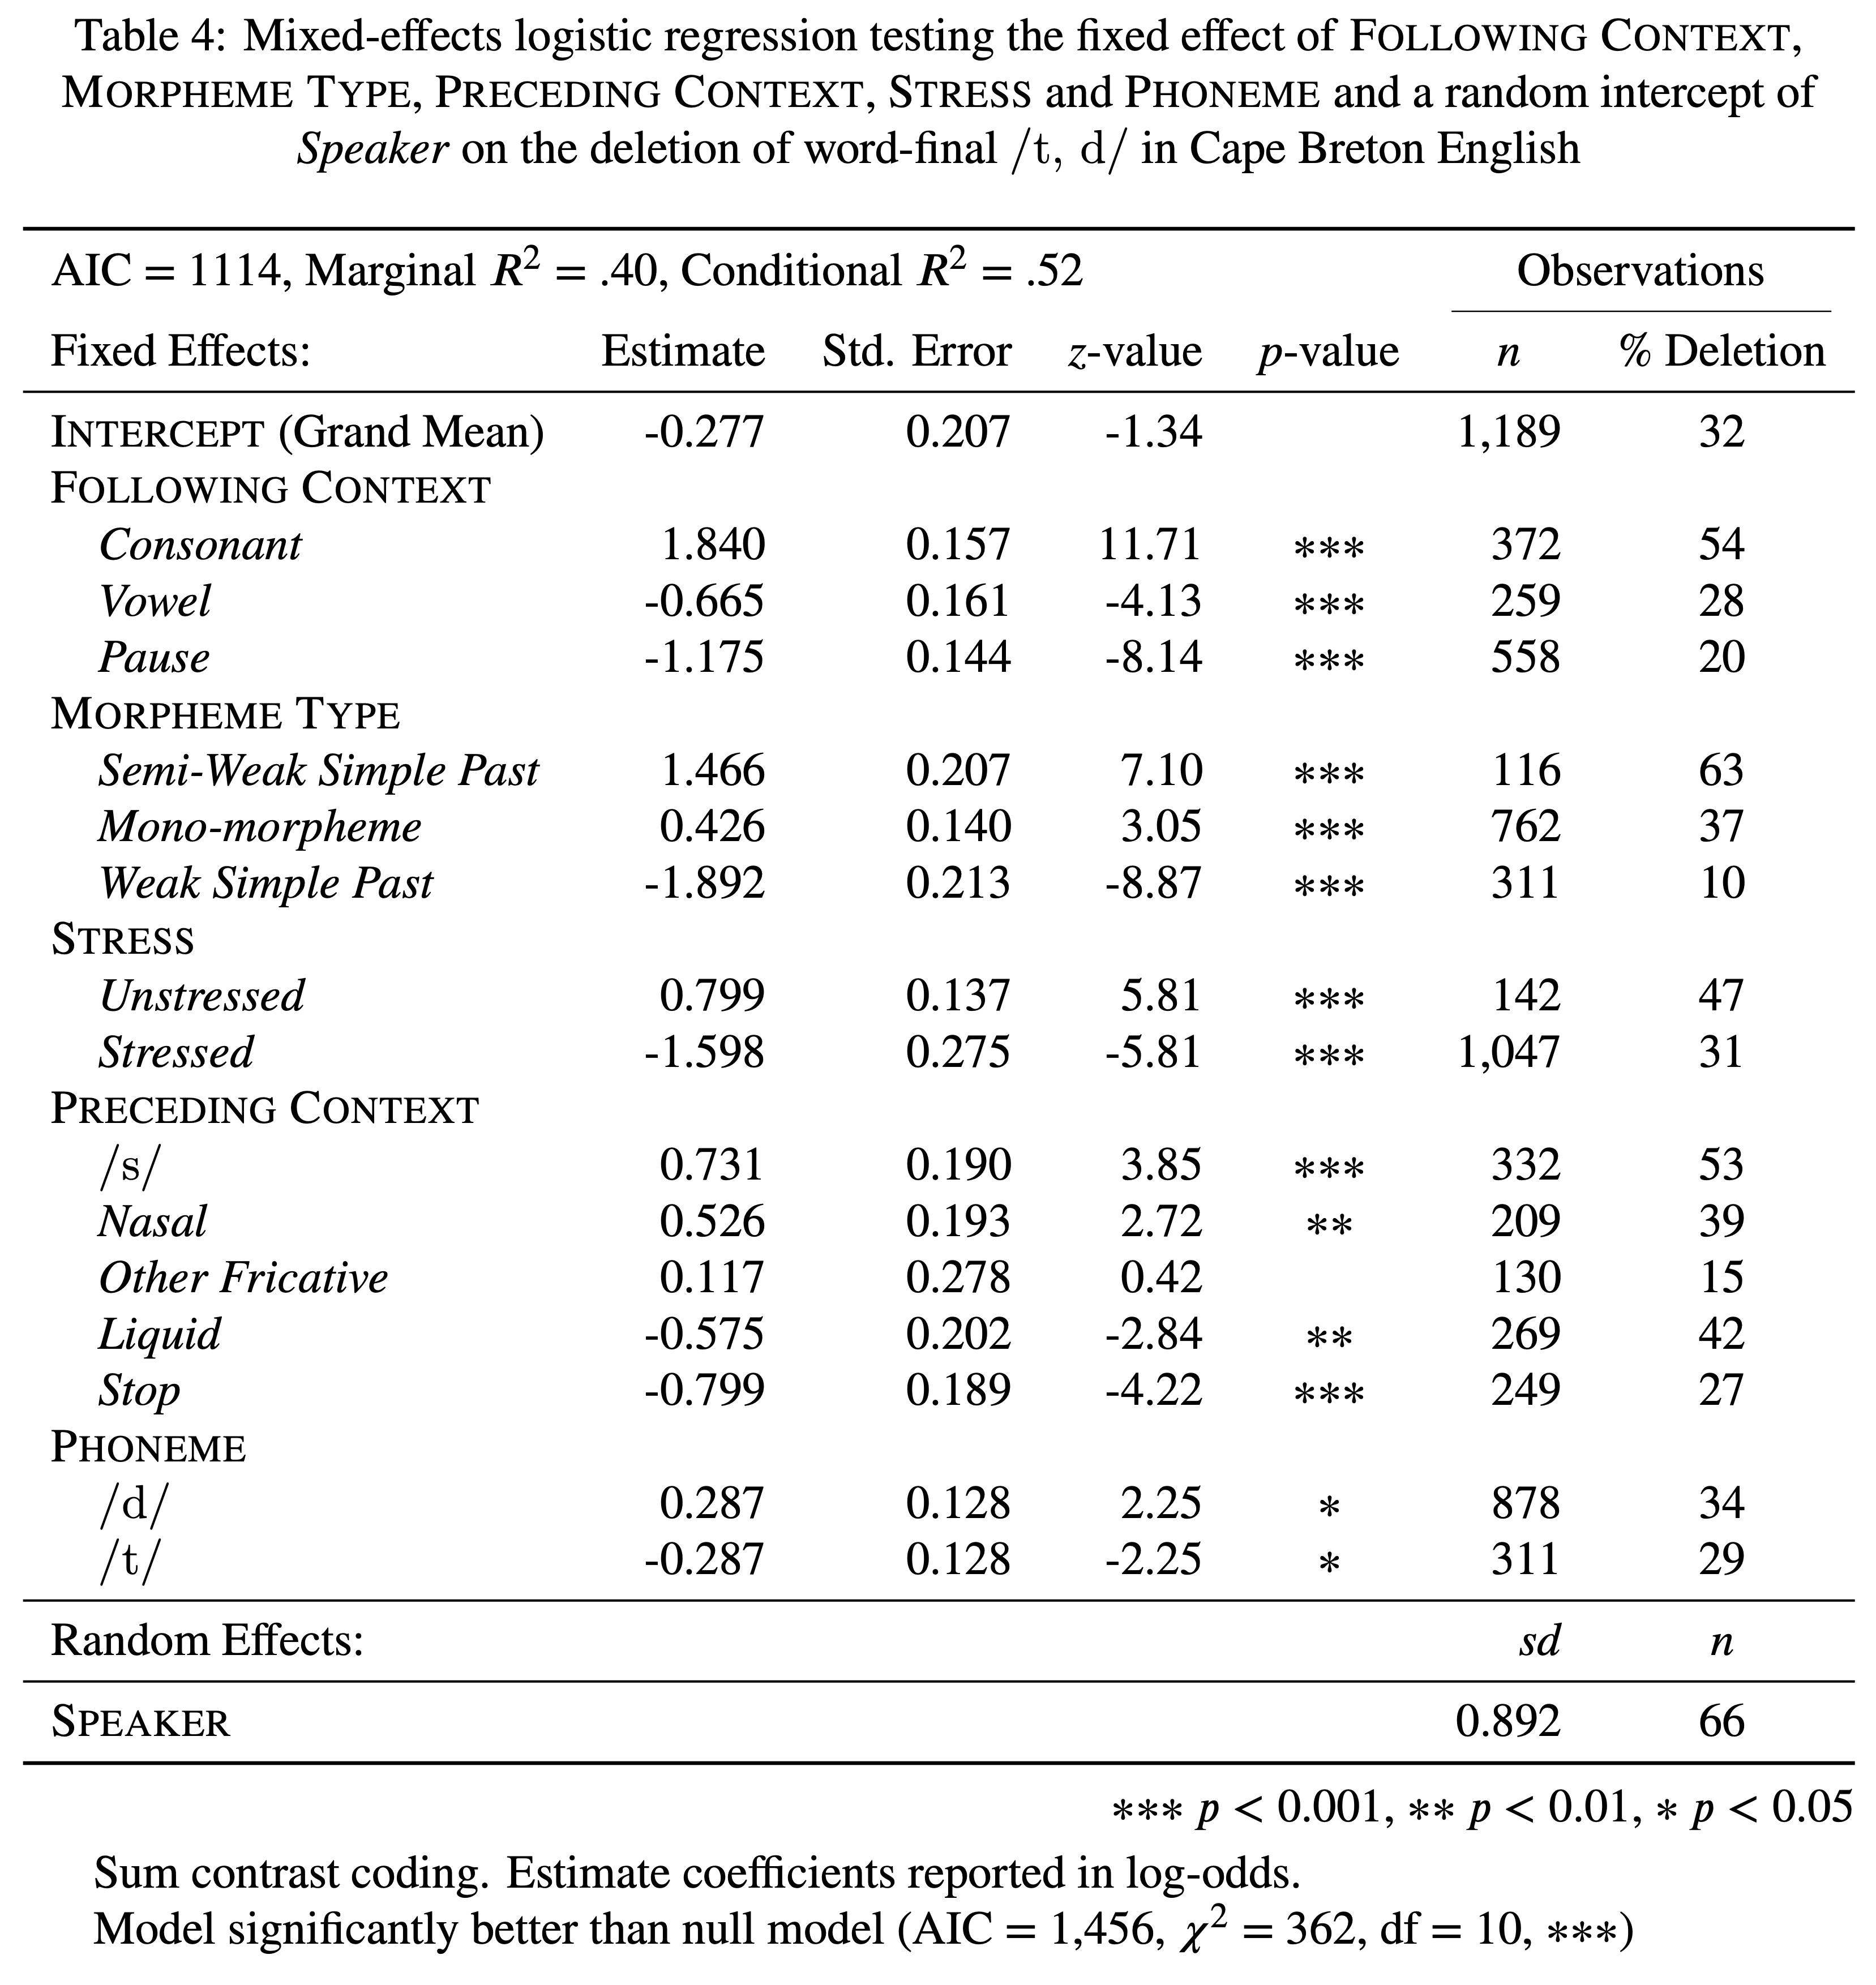 Table 4: Mixed-effects logistic regression testing the fixed effect of FOLLOWING CONTEXT,
MORPHEME TYPE, PRECEDING CONTEXT, STRESS and PHONEME and a random intercept of
Speaker on the deletion of word-final /t, d/ in Cape Breton English
AIC = 1114, Marginal R² = .40, Conditional R² = .52 Observations
Fixed Effects: Estimate Std. Error z-value p-value n % Deletion
INTERCEPT (Grand Mean) -0.277 0.207 -1.34 1,189 32
FOLLOWING CONTEXT
Consonant 1.840 0.157 11.71 *** 372 54
Vowel -0.665 0.161 -4.13 *** 259 28
Pause -1.175 0.144 -8.14 *** 558 20
MORPHEME TYPE
Semi-Weak Simple Past 1.466 0.207 7.10 *** 116 63
Mono-morpheme 0.426 0.140 3.05 *** 762 37
Weak Simple Past -1.892 0.213 -8.87 *** 311 10
STRESS
Unstressed 0.799 0.137 5.81 *** 142 47
Stressed -1.598 0.275 -5.81 *** 1,047 31
PRECEDING CONTEXT
/s/ 0.731 0.190 3.85 *** 332 53
Nasal 0.526 0.193 2.72 ** 209 39
Other Fricative 0.117 0.278 0.42 130 15
Liquid -0.575 0.202 -2.84 ** 269 42
Stop -0.799 0.189 -4.22 *** 249 27
PHONEME
/d/ 0.287 0.128 2.25 * 878 34
/t/ -0.287 0.128 -2.25 * 311 29
Random Effects: sd n
SPEAKER 0.892 66
*** p < 0.001, ** p < 0.01, * p < 0.05
Sum contrast coding. Estimate coefficients reported in log-odds.
Model significantly better than null model (AIC = 1,456, χ² = 362, df = 10, ***)